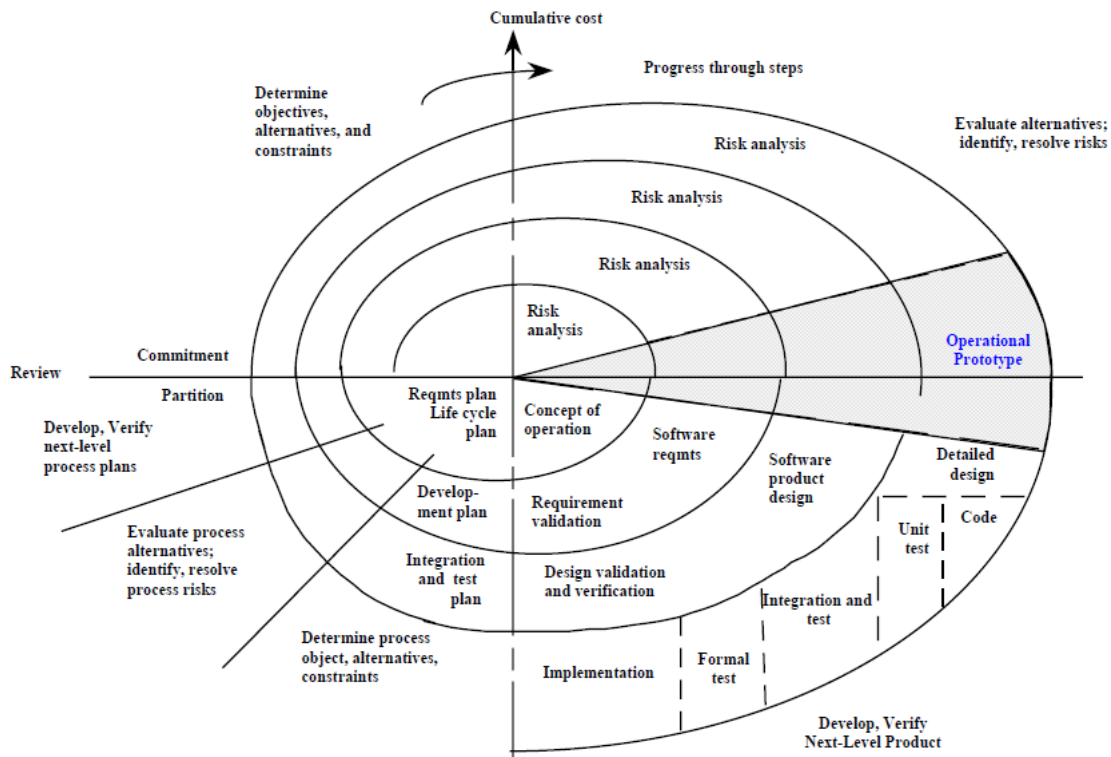 Cumulative cost
Progress through steps
Determine
objectives,
alternatives, and
constraints
Evaluate alternatives;
identify, resolve risks
Risk analysis
Risk analysis
Risk analysis
Risk
analysis
Operational
Prototype
Commitment
Review
Partition
Reqmts plan
Life cycle
plan
Concept of
operation
Develop, Verify
next-level
process plans
Software
reqmts
Software
product
design
Detailed
design
Develop-
ment plan
Requirement
validation
Unit
test
Code
Evaluate process
alternatives;
identify, resolve
process risks
Integration
and test
plan
Design validation
and verification
Integration and
test
Determine process
object, alternatives,
constraints
Implementation
Formal
test
Develop, Verify
Next-Level Product